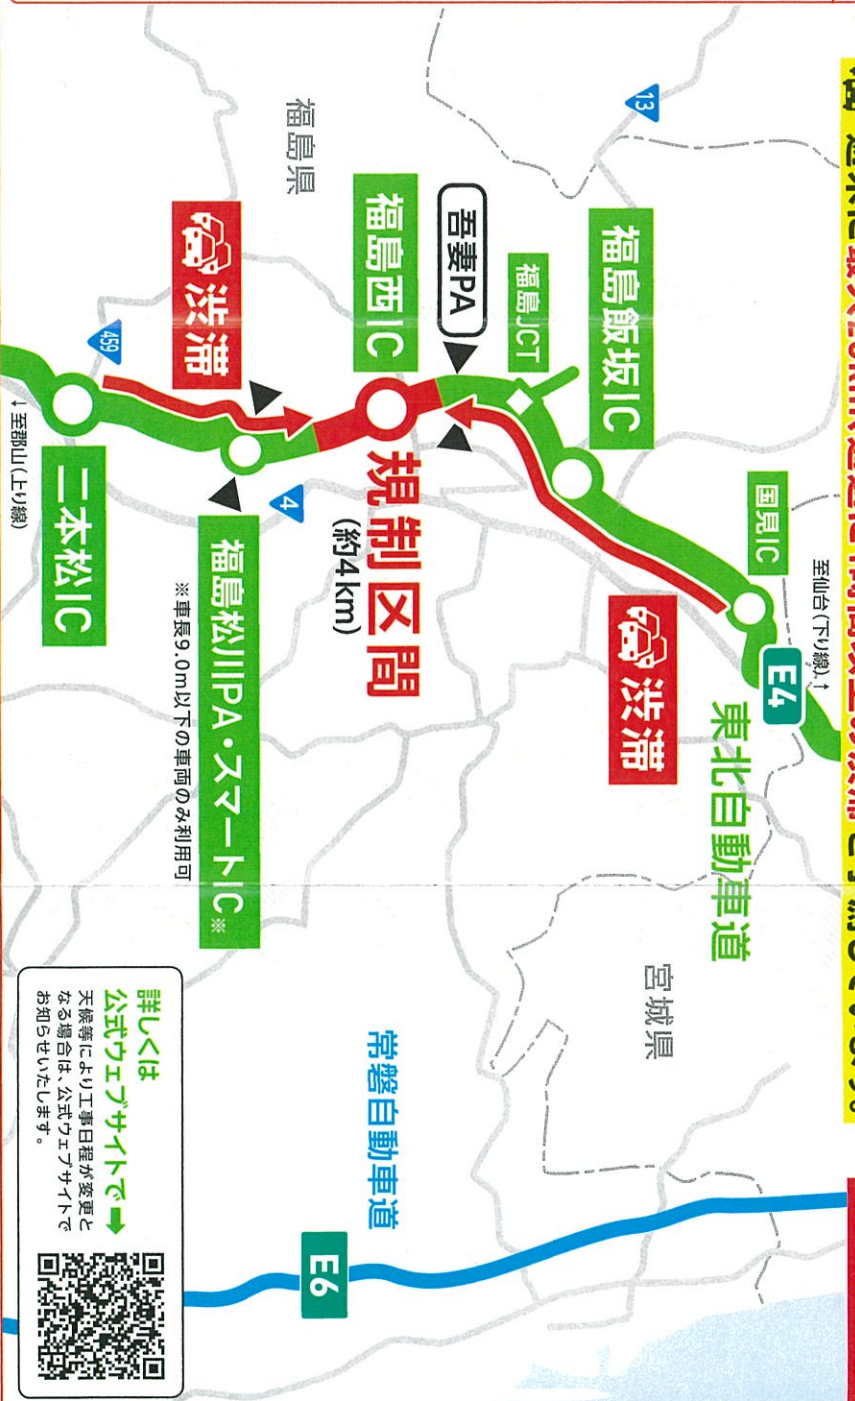 至仙台(下り線)↑
E4
国見IC
東北自動車道
13
福島飯坂IC
渋滞
宮城県
福島JCT
吾妻PA
福島西IC
規制区間
(約4km)
常磐自動車道
福島県
4
E6
福島松川PA・スマートIC※
※車長9.0m以下の車両のみ利用可
渋滞
459
二本松IC
↓至郡山(上り線)
詳しくは
公式ウェブサイトで➡
天候等により工事日程が変更と
なる場合は、公式ウェブサイトで
お知らせいたします。